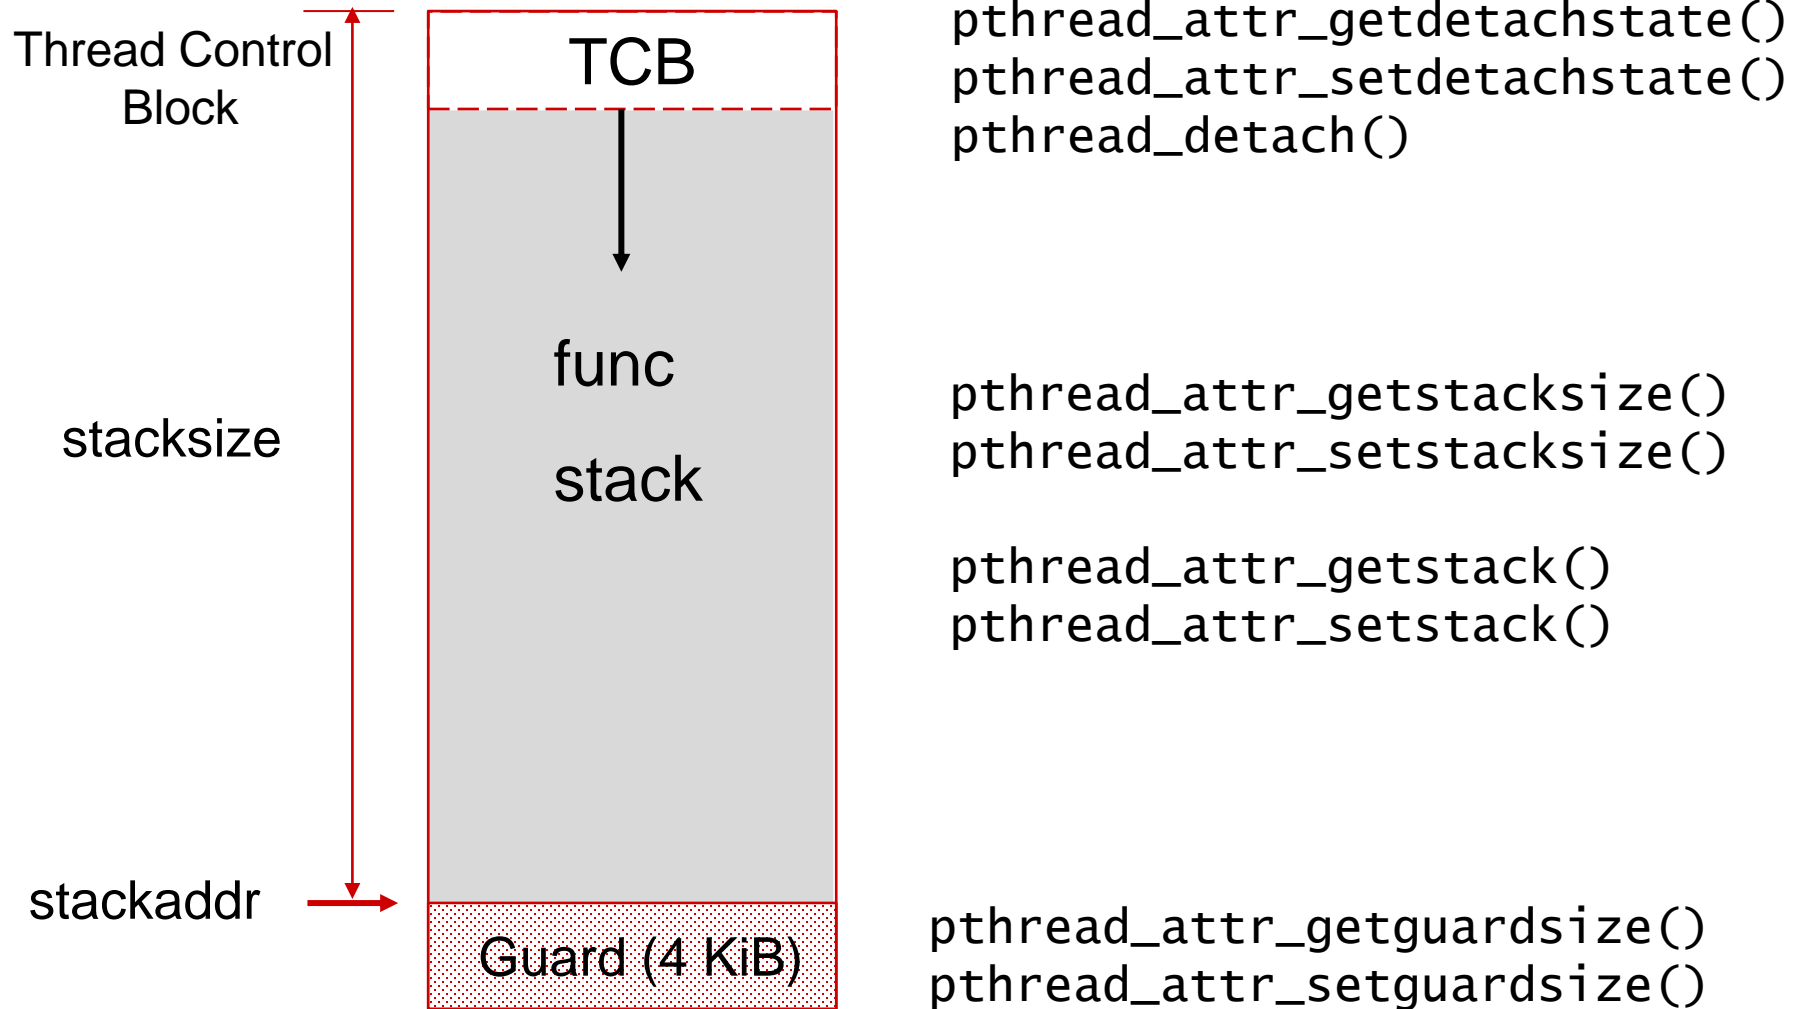 Thread Control
Block
TCB
func
stack
stacksize
stackaddr
Guard (4 KiB)
pthread_attr_getdetachstate()
pthread_attr_setdetachstate()
pthread_detach()
pthread_attr_getstacksize()
pthread_attr_setstacksize()
pthread_attr_getstack()
pthread_attr_setstack()
pthread_attr_getguardsize()
pthread_attr_setguardsize()